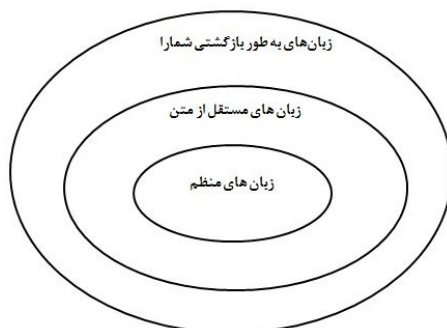 زبان‌های به طور بازگشتی شمارا
زبان های مستقل از متن
زبان های منظم